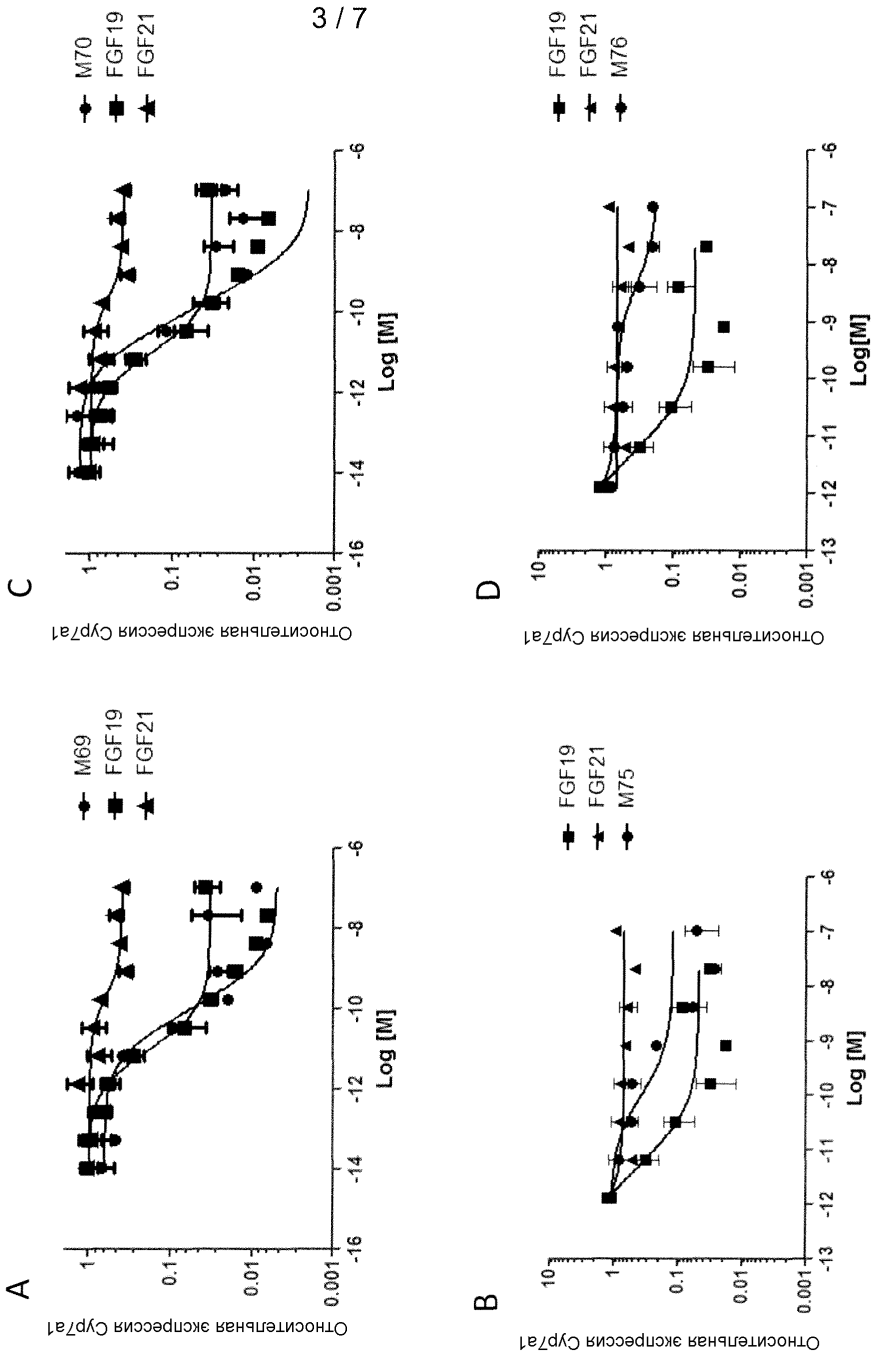 3 / 7
A
Относительная экспрессия Cyp7a1
1
0.1
0.01
0.001
-16
-14
-12
-10
-8
-6
Log [M]
M69
FGF19
FGF21
C
Относительная экспрессия Cyp7a1
1
0.1
0.01
0.001
-16
-14
-12
-10
-8
-6
Log [M]
M70
FGF19
FGF21
B
Относительная экспрессия Cyp7a1
10
1
0.1
0.01
0.001
-13
-12
-11
-10
-9
-8
-7
-6
Log [M]
FGF19
FGF21
M75
D
Относительная экспрессия Cyp7a1
10
1
0.1
0.01
0.001
-13
-12
-11
-10
-9
-8
-7
-6
Log[M]
FGF19
FGF21
M76